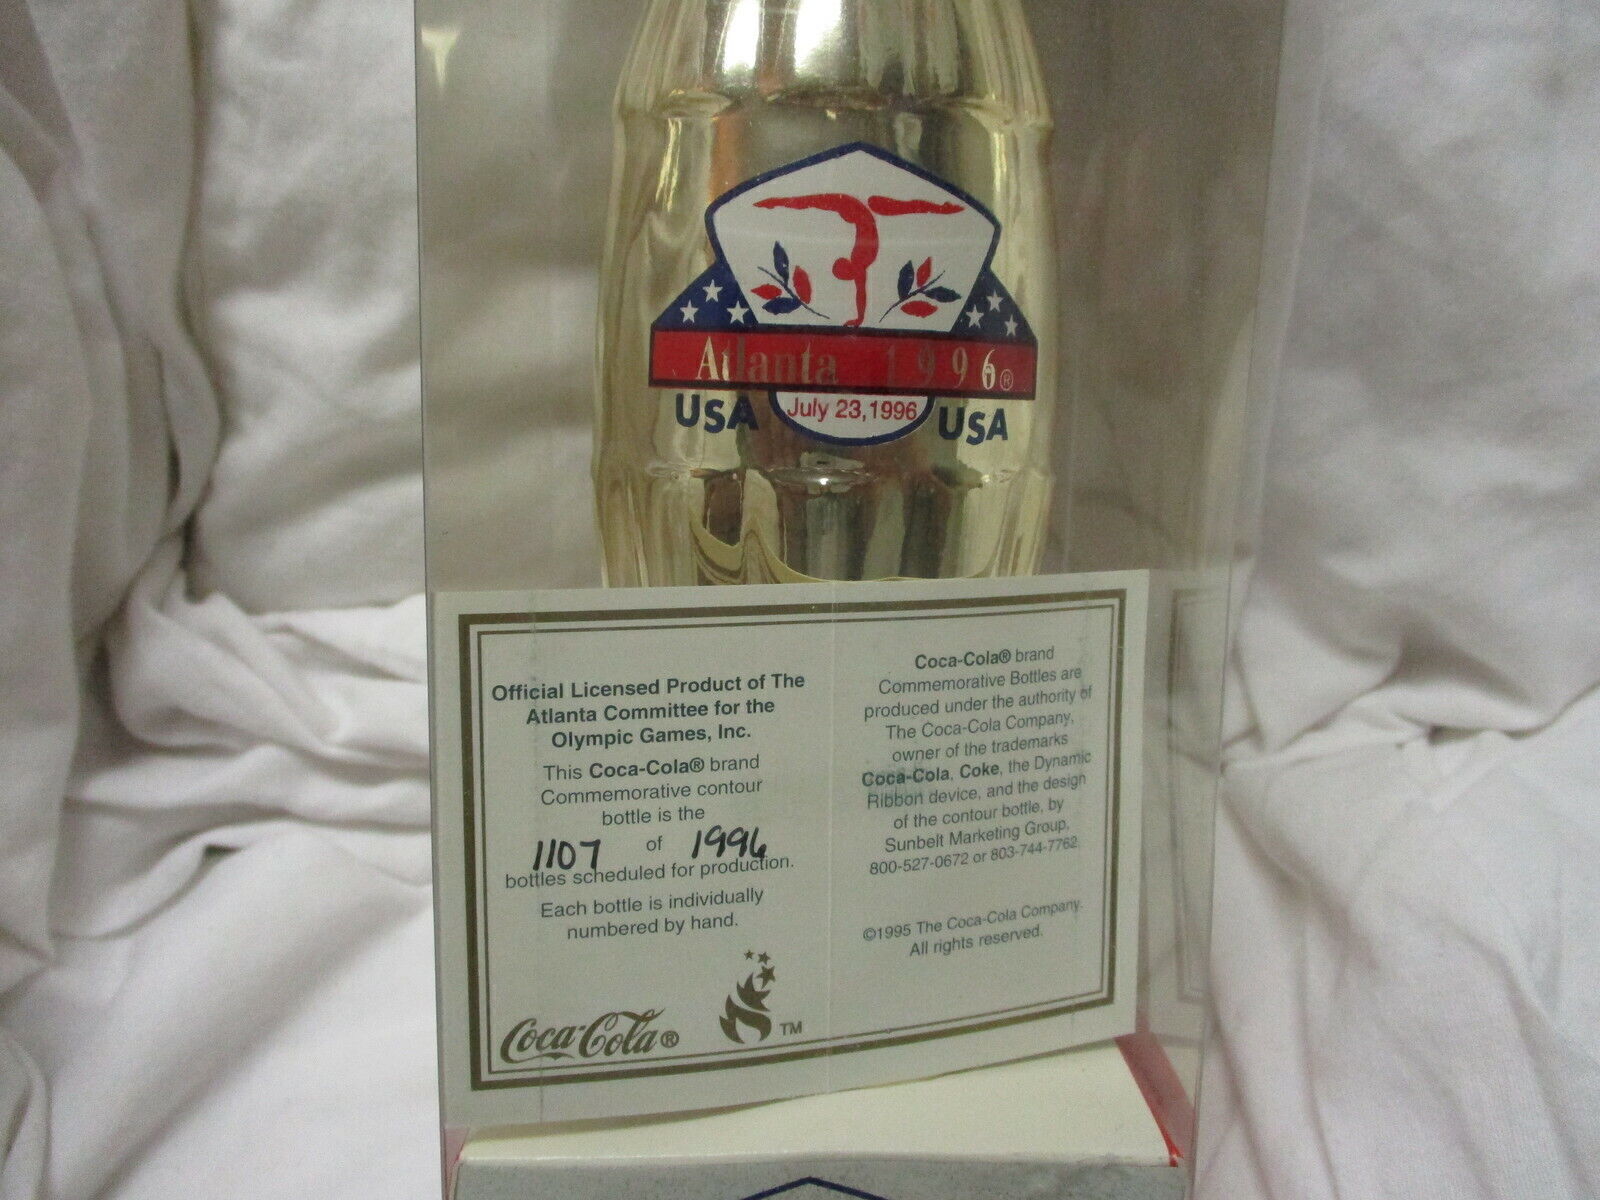 Atlanta 1996®
USA July 23, 1996 USA
Official Licensed Product of The
Atlanta Committee for the
Olympic Games, Inc.
This Coca-Cola® brand
Commemorative contour
bottle is the
1107 of 1996
bottles scheduled for production.
Each bottle is individually
numbered by hand.
Coca-Cola® TM
Coca-Cola® brand
Commemorative Bottles are
produced under the authority of
The Coca-Cola Company,
owner of the trademarks
Coca-Cola, Coke, the Dynamic
Ribbon device, and the design
of the contour bottle, by
Sunbelt Marketing Group,
800-527-0672 or 803-744-7762
©1995 The Coca-Cola Company.
All rights reserved.